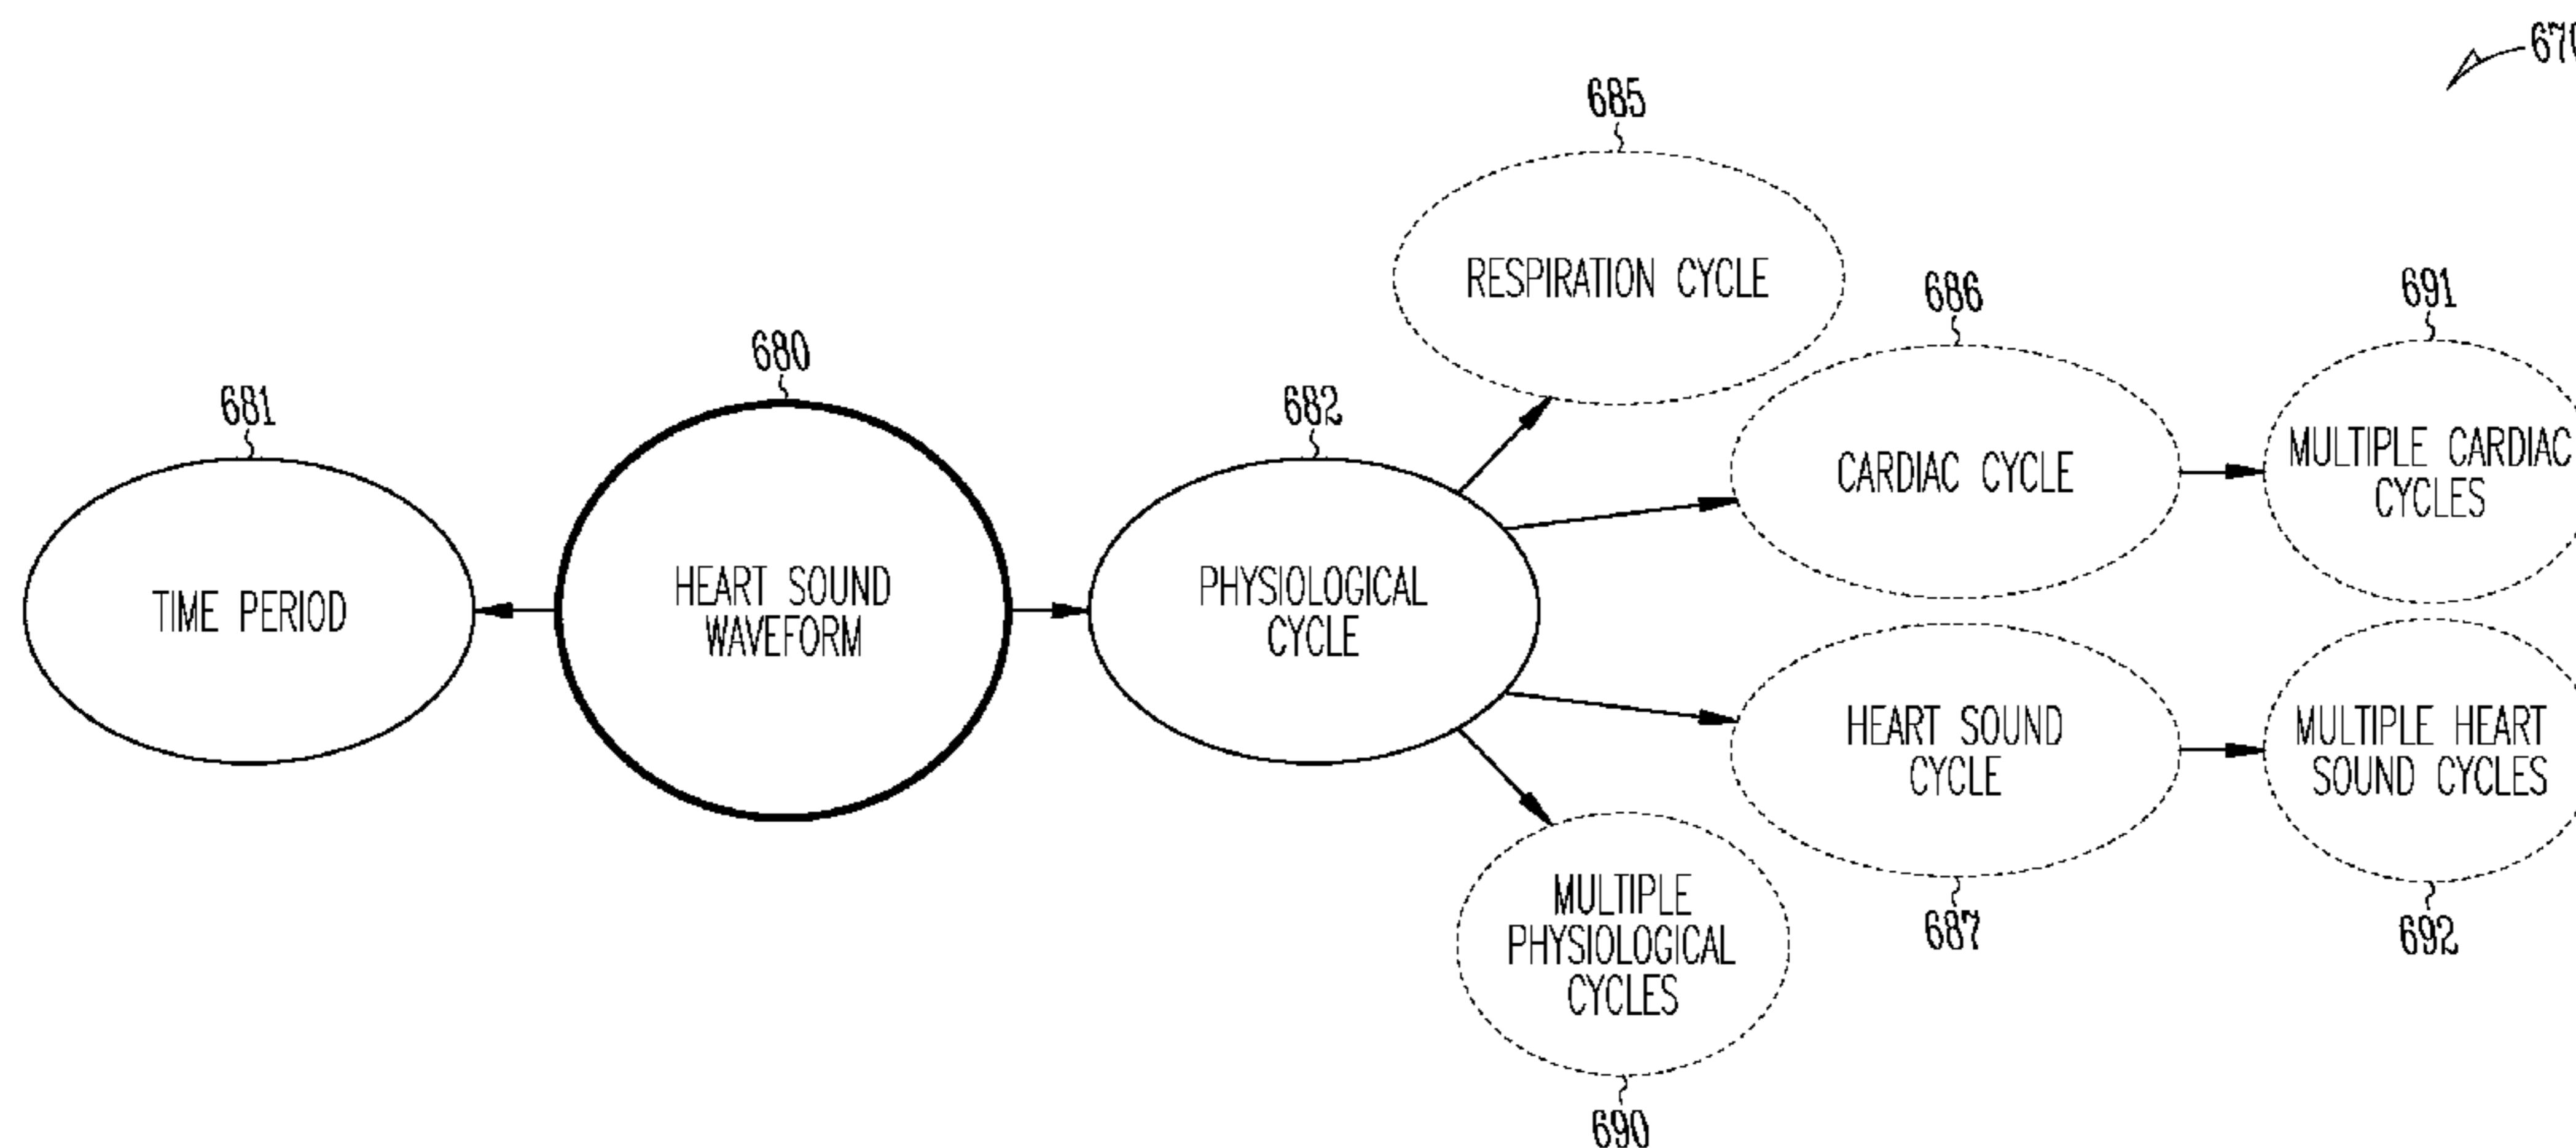 670
685
RESPIRATION CYCLE
686
CARDIAC CYCLE
691
MULTIPLE CARDIAC
CYCLES
680
HEART SOUND
WAVEFORM
681
TIME PERIOD
682
PHYSIOLOGICAL
CYCLE
HEART SOUND
CYCLE
687
MULTIPLE HEART
SOUND CYCLES
692
MULTIPLE
PHYSIOLOGICAL
CYCLES
690